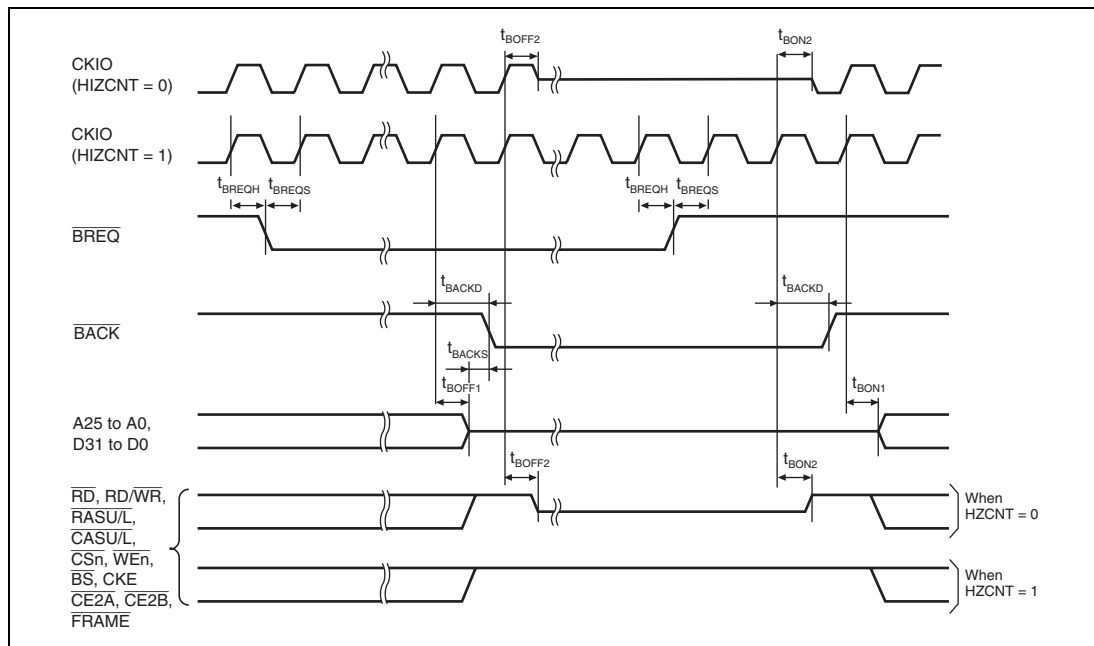 tBOFF2
tBON2
CKIO
(HIZCNT = 0)
CKIO
(HIZCNT = 1)
tBREQH
tBREQS
tBREQH
tBREQS
BREQ
tBACKD
tBACKD
BACK
tBACKS
tBOFF1
tBON1
A25 to A0,
D31 to D0
tBOFF2
tBON2
RD, RD/WR,
RASU/L,
CASU/L,
CSn, WEn,
BS, CKE
CE2A, CE2B,
FRAME
When
HZCNT = 0
When
HZCNT = 1